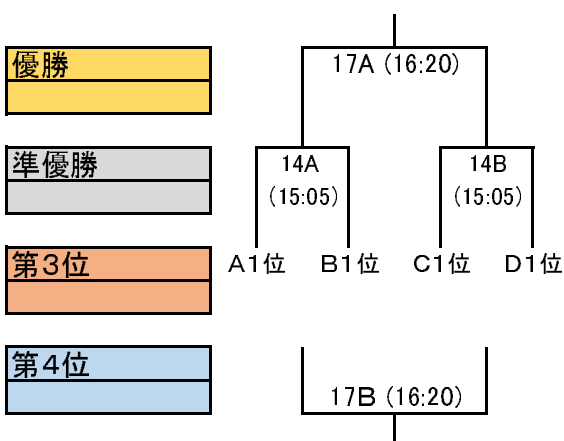 優勝
準優勝
第３位
第４位
17A (16:20)
14A
(15:05)
14B
(15:05)
A1位
B1位
C1位
D1位
17B (16:20)